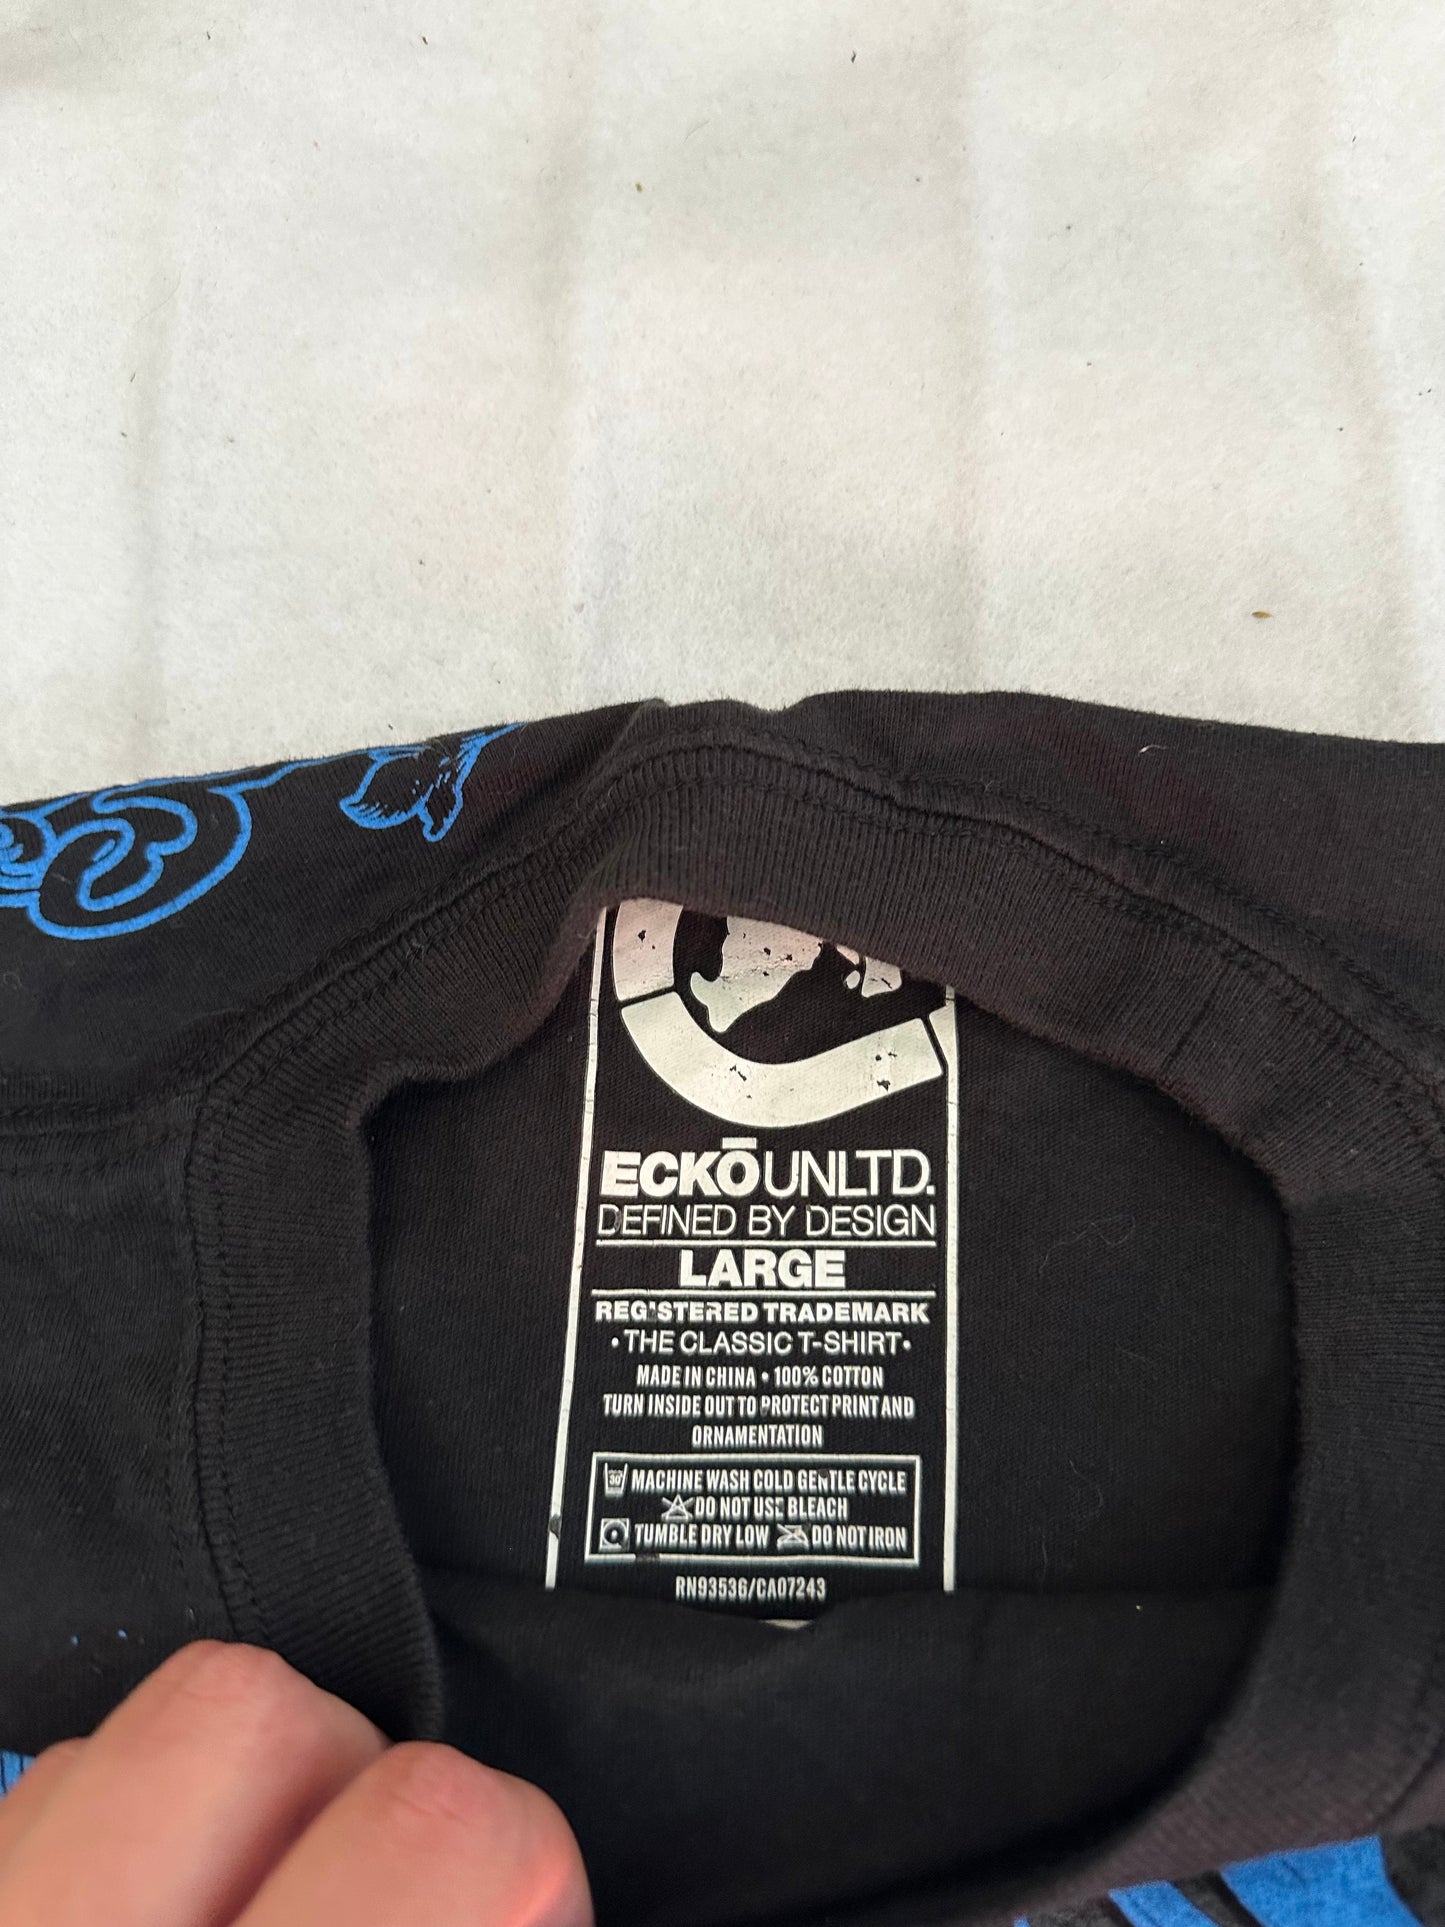 ECKŌ UNLTD.
DEFINED BY DESIGN
LARGE
REGISTERED TRADEMARK
•THE CLASSIC T-SHIRT•
MADE IN CHINA • 100% COTTON
TURN INSIDE OUT TO PROTECT PRINT AND
ORNAMENTATION
30° MACHINE WASH COLD GENTLE CYCLE
DO NOT USE BLEACH
TUMBLE DRY LOW DO NOT IRON
RN93536/CA07243